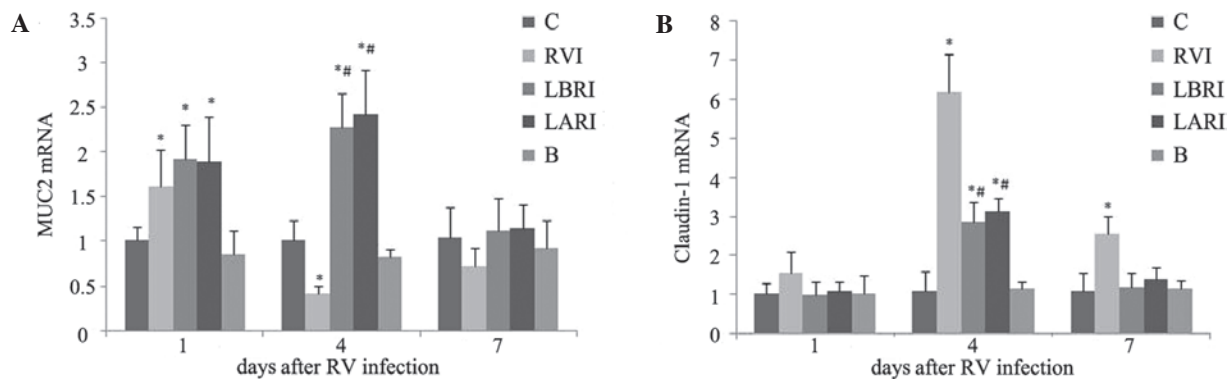 A
MUC2 mRNA
3.5
3
2.5
2
1.5
1
0.5
0
* * * * *# *#
1 4 7
days after RV infection
C
RVI
LBRI
LARI
B
B
Claudin-1 mRNA
8
7
6
5
4
3
2
1
0
* *# *# *
1 4 7
days after RV infection
C
RVI
LBRI
LARI
B